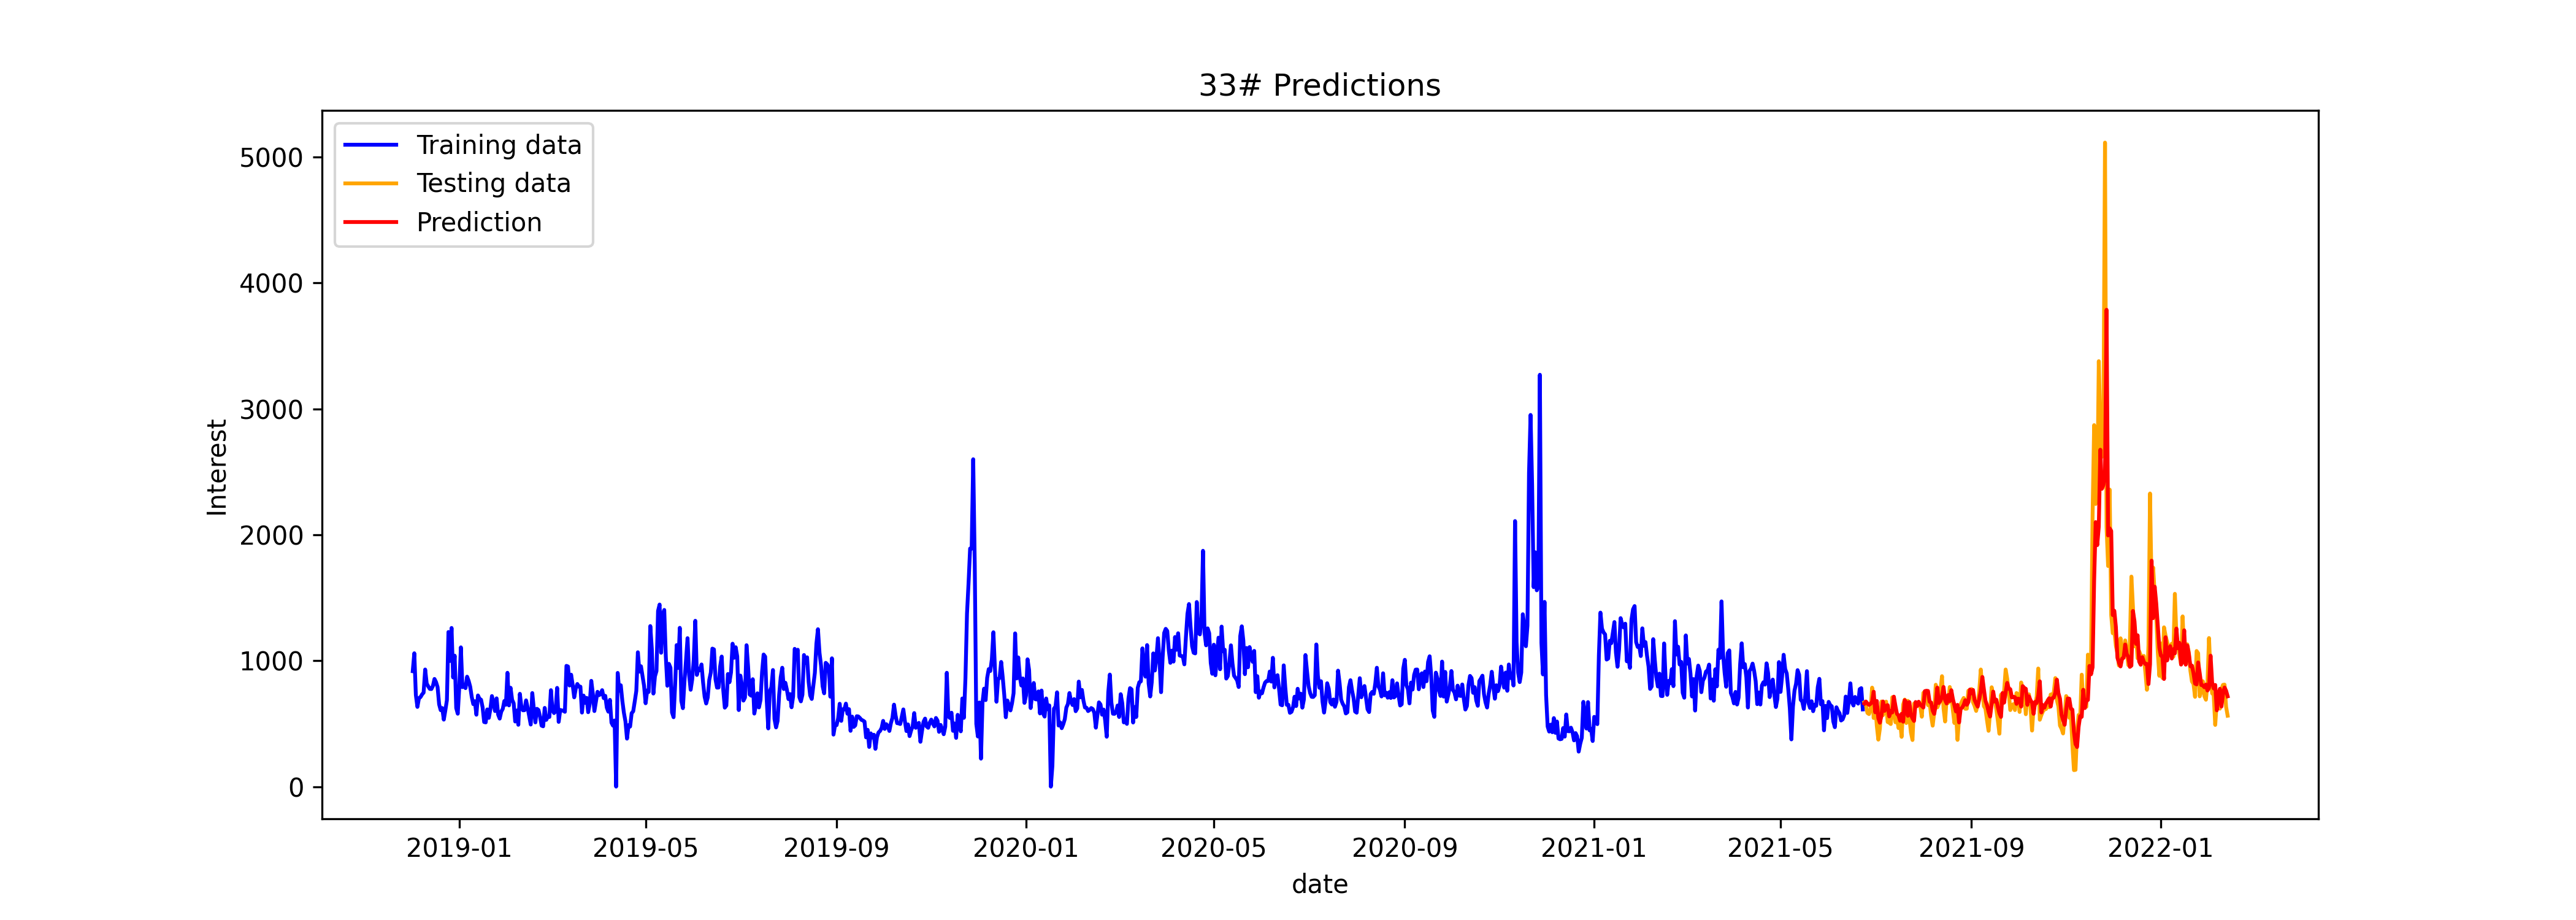 33# Predictions
Training data
Testing data
Prediction
5000
4000
3000
2000
1000
0
Interest
2019-01 2019-05 2019-09 2020-01 2020-05 2020-09 2021-01 2021-05 2021-09 2022-01
date